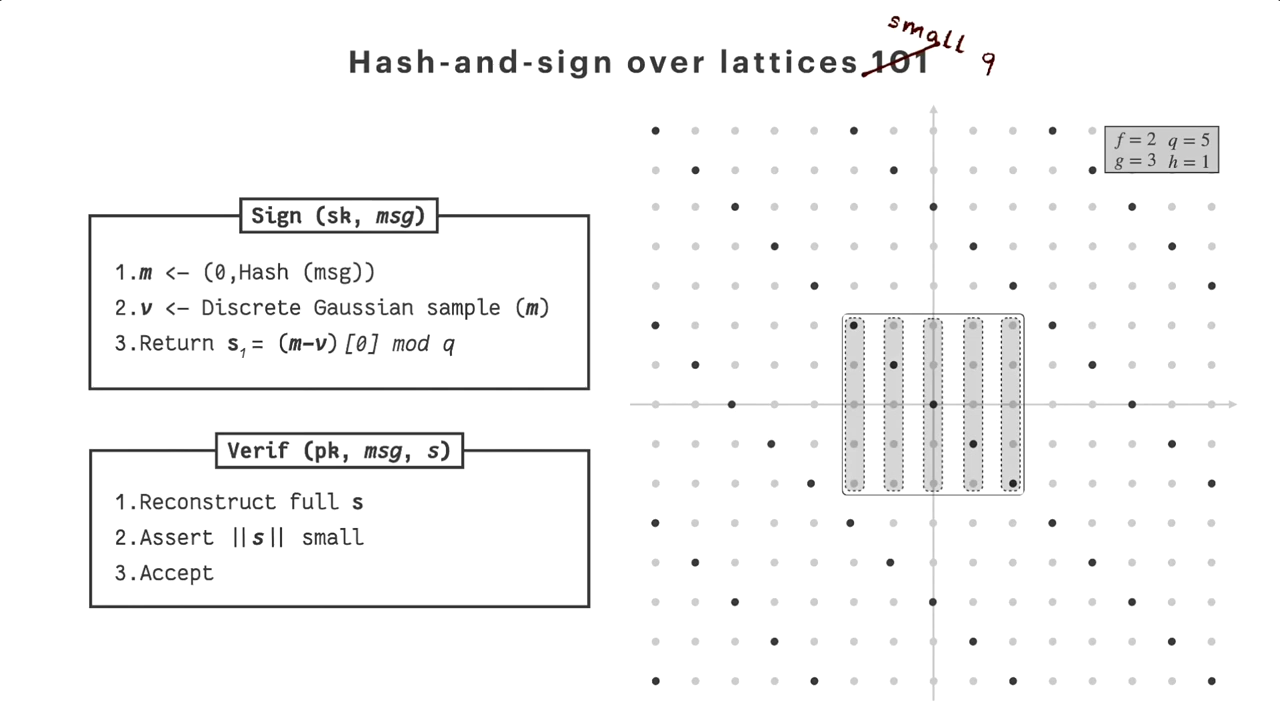 small q
Hash-and-sign over lattices 101
f = 2 q = 5
g = 3 h = 1
Sign (sk, msg)
1.m <- (0,Hash (msg))
2.v <- Discrete Gaussian sample (m)
3.Return s₁= (m-v)[0] mod q
Verif (pk, msg, s)
1.Reconstruct full s
2.Assert ||s|| small
3.Accept